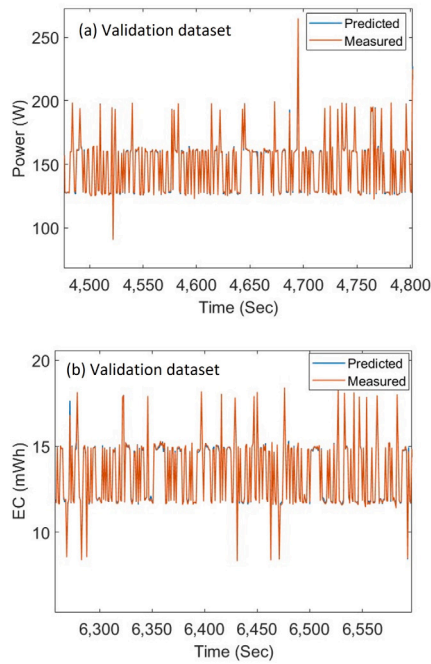 (a) Validation dataset
Predicted
Measured
250
200
150
100
Power (W)
4,500 4,550 4,600 4,650 4,700 4,750 4,800
Time (Sec)
(b) Validation dataset
Predicted
Measured
20
15
10
EC (mWh)
6,300 6,350 6,400 6,450 6,500 6,550
Time (Sec)